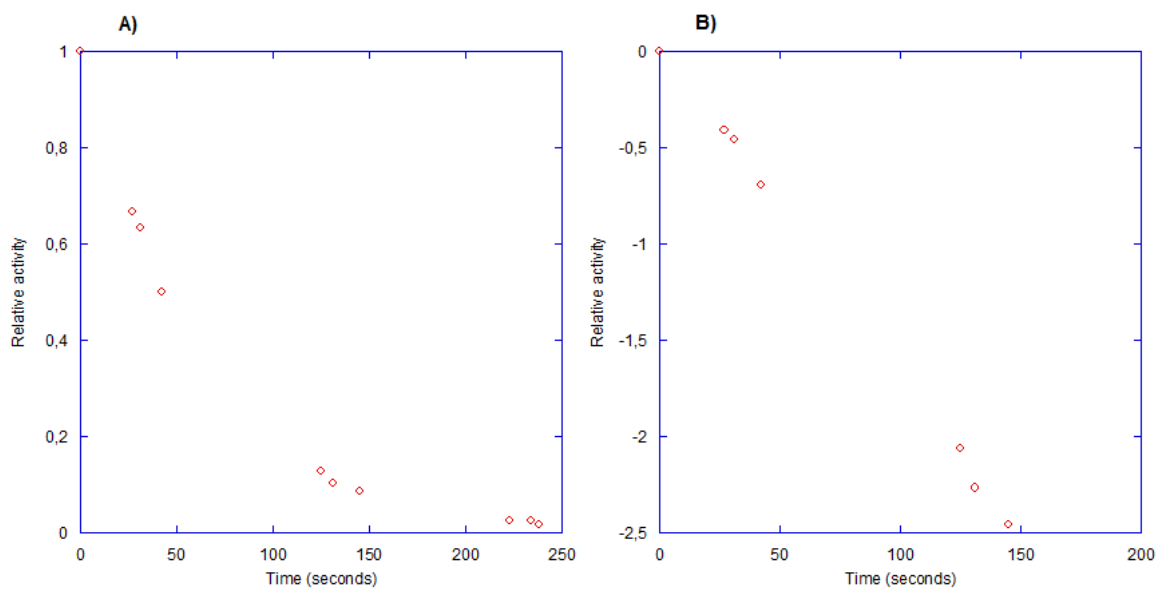 A)
1
0,8
0,6
0,4
0,2
0
Relative activity
0 50 100 150 200 250
Time (seconds)
B)
0
-0,5
-1
-1,5
-2
-2,5
Relative activity
0 50 100 150 200
Time (seconds)